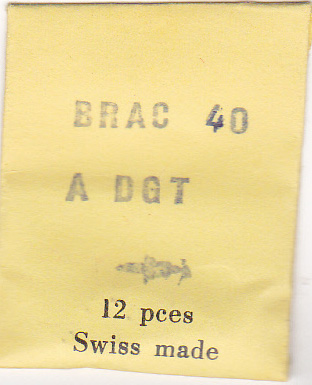 BRAC 40
A DGT
12 pces
Swiss made